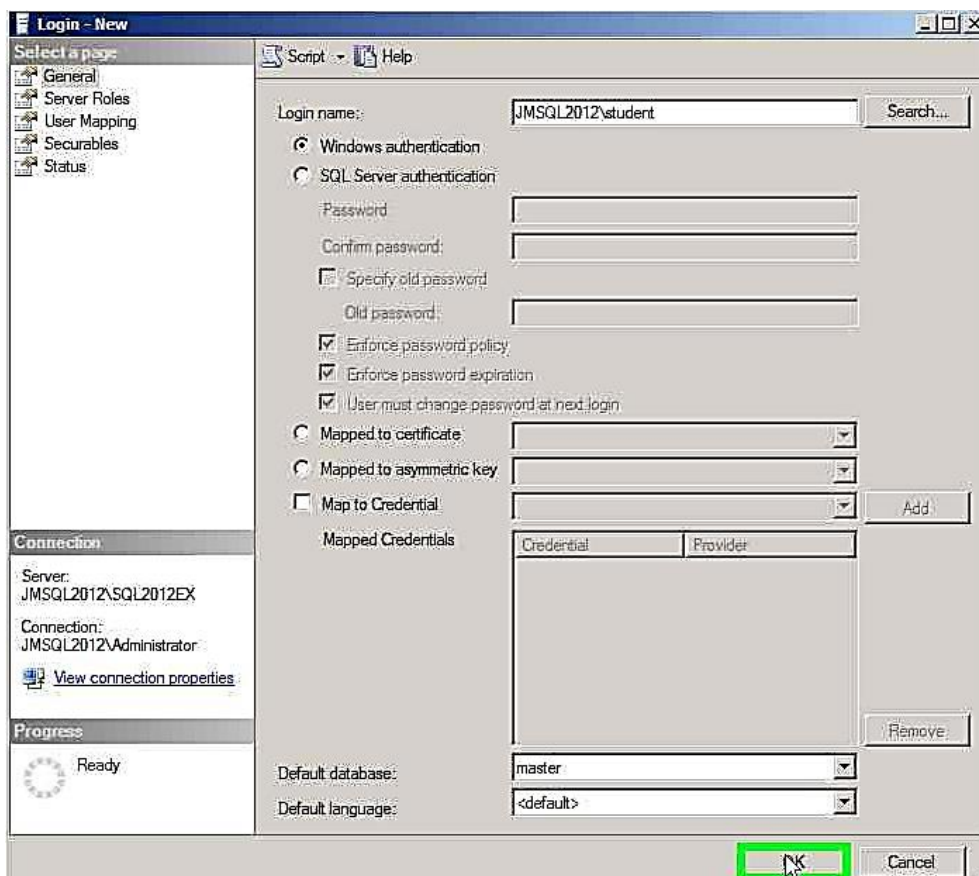 Login - New
Select a page
General
Server Roles
User Mapping
Securables
Status
Script Help
Login name: JMSQL2012\student Search...
Windows authentication
SQL Server authentication
Password
Confirm password:
Specify old password
Old password:
Enforce password policy
Enforce password expiration
User must change password at next login
Mapped to certificate
Mapped to asymmetric key
Map to Credential Add
Mapped Credentials Credential Provider
Remove
Default database: master
Default language: <default>
Connection
Server:
JMSQL2012\SQL2012EX
Connection:
JMSQL2012\Administrator
View connection properties
Progress
Ready
OK Cancel